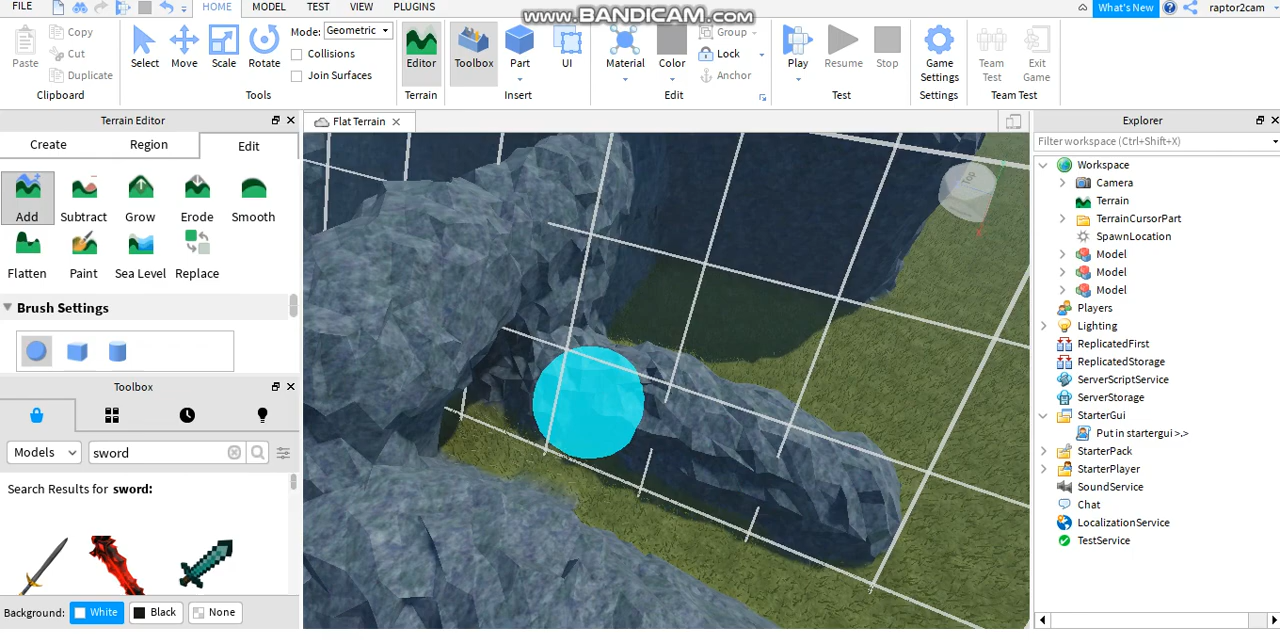 FILE HOME MODEL TEST VIEW PLUGINS www.BANDICAM.com What's New raptor2cam
Paste Copy Cut Duplicate Clipboard
Select Move Scale Rotate Mode: Geometric Collisions Join Surfaces Tools
Editor Terrain
Toolbox Part UI Insert
Material Color Group Lock Anchor Edit
Play Resume Stop Test
Game Settings Settings
Team Test Exit Game Team Test
Terrain Editor
Create Region Edit
Add Subtract Grow Erode Smooth
Flatten Paint Sea Level Replace
Brush Settings
Toolbox
Models sword
Search Results for sword:
Background: White Black None
Flat Terrain
Top
Explorer
Filter workspace (Ctrl+Shift+X)
Workspace
Camera
Terrain
TerrainCursorPart
SpawnLocation
Model
Model
Model
Players
Lighting
ReplicatedFirst
ReplicatedStorage
ServerScriptService
ServerStorage
StarterGui
Put in startergui >.>
StarterPack
StarterPlayer
SoundService
Chat
LocalizationService
TestService